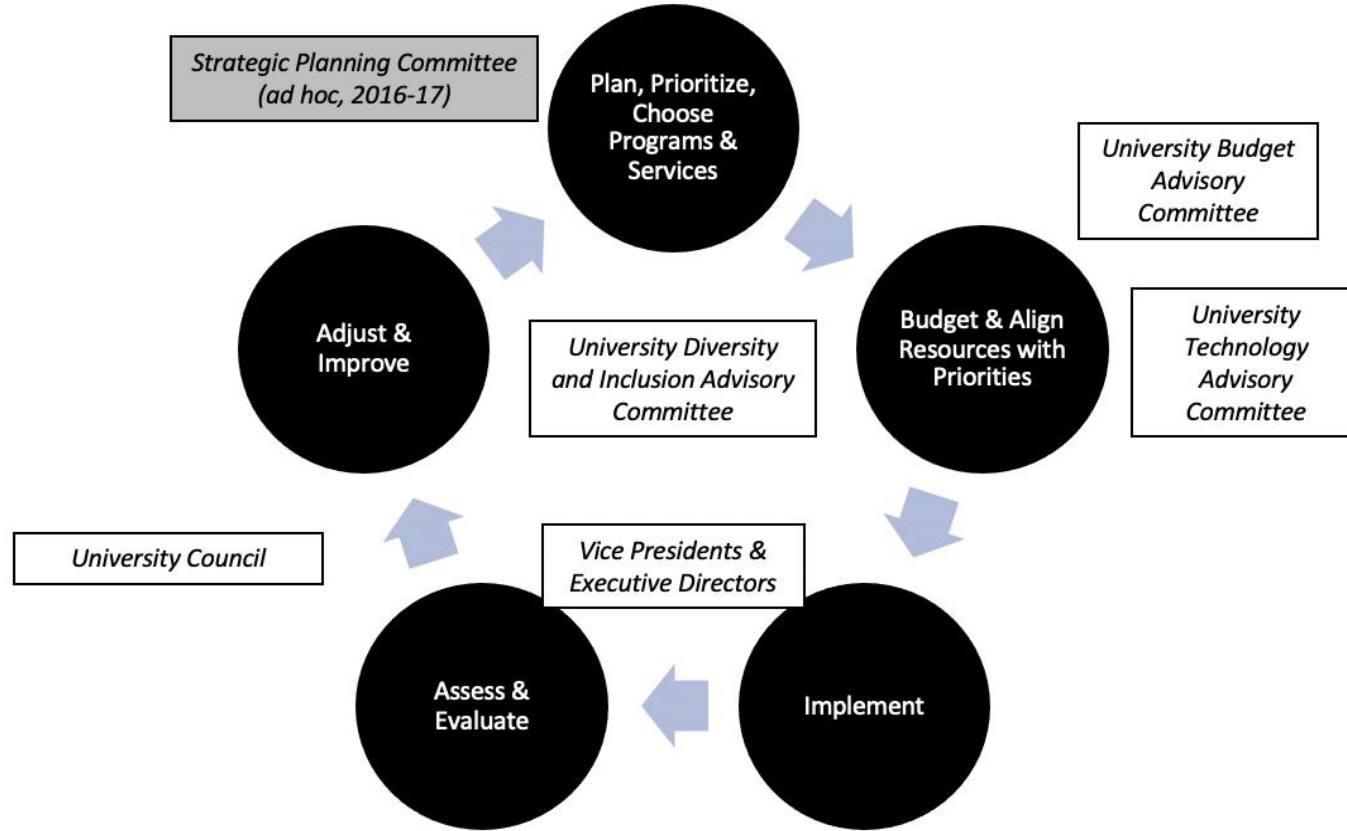 Strategic Planning Committee
(ad hoc, 2016-17)
Plan, Prioritize,
Choose
Programs &
Services
University Budget
Advisory
Committee
Adjust &
Improve
University Diversity
and Inclusion Advisory
Committee
Budget & Align
Resources with
Priorities
University
Technology
Advisory
Committee
University Council
Vice Presidents &
Executive Directors
Assess &
Evaluate
Implement